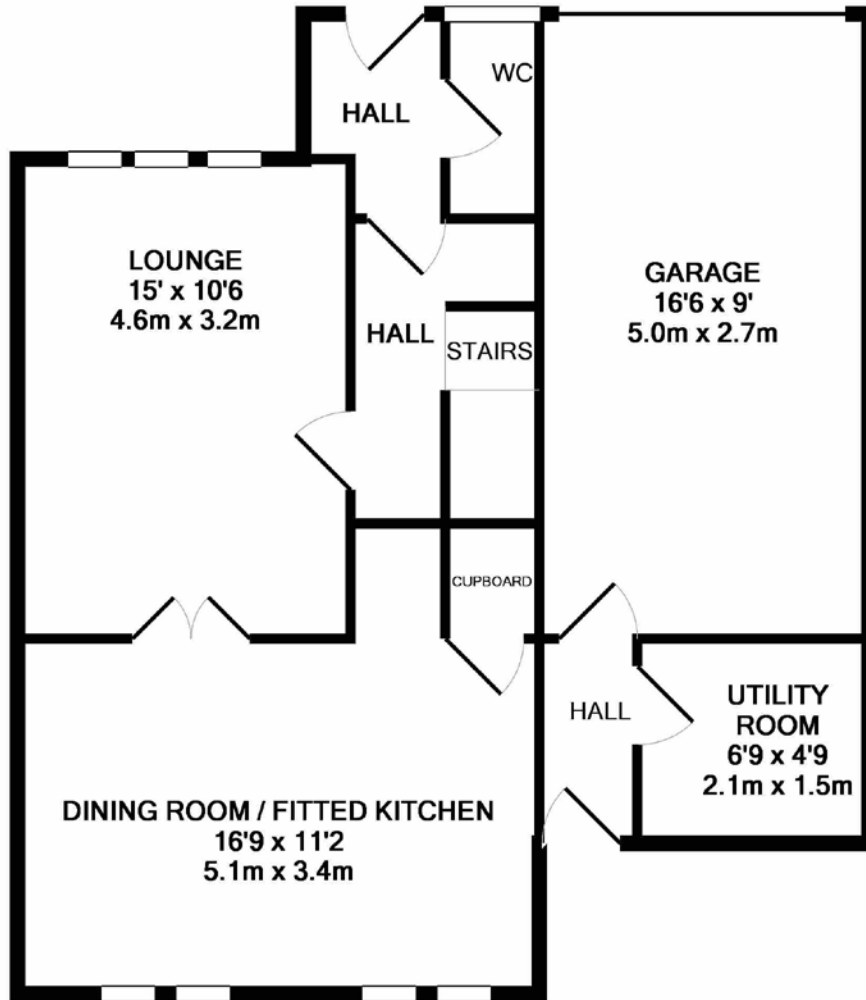 WC
HALL
LOUNGE
15' x 10'6
4.6m x 3.2m
GARAGE
16'6 x 9'
5.0m x 2.7m
HALL
STAIRS
CUPBOARD
HALL
UTILITY
ROOM
6'9 x 4'9
2.1m x 1.5m
DINING ROOM / FITTED KITCHEN
16'9 x 11'2
5.1m x 3.4m